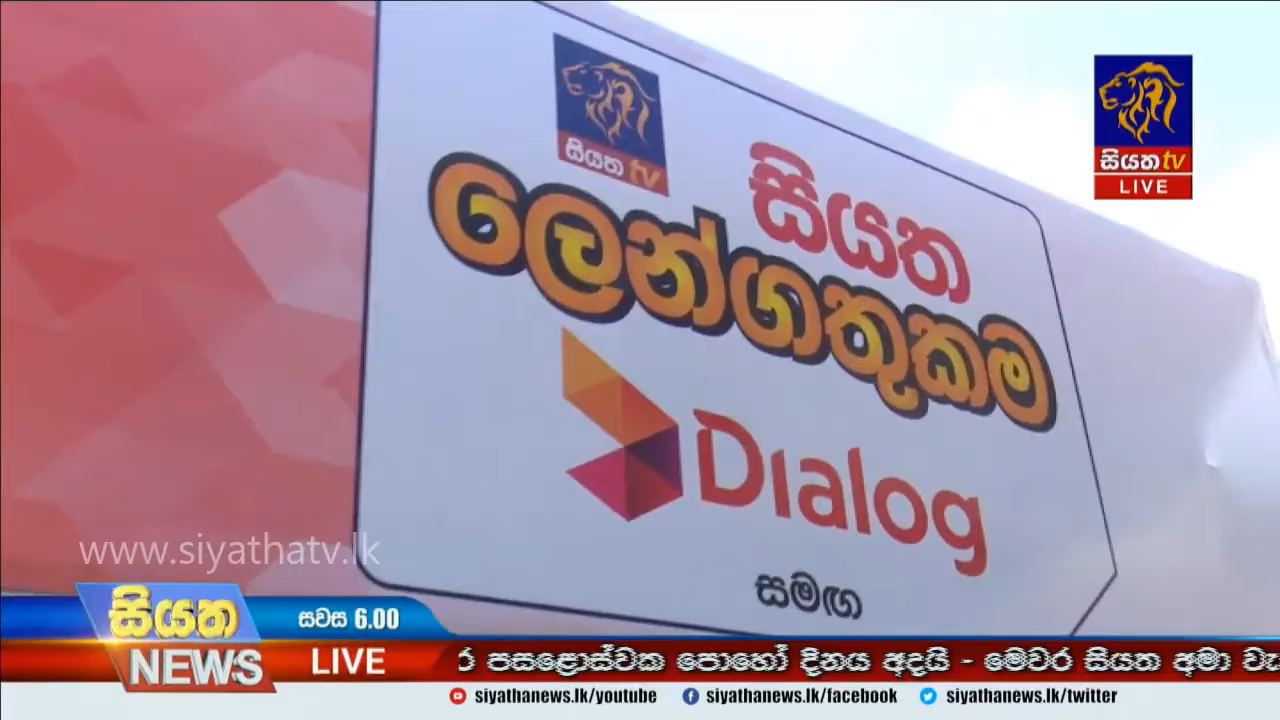 සියත tv
සියත
ලෙන්ගතුකම
Dialog
සමඟ
සියත tv
LIVE
www.siyathatv.lk
සියත
NEWS
සවස 6.00
LIVE
පසළොස්වක පොහෝ දිනය අදයි - මෙවර සියත අමා
siyathanews.lk/youtube siyathanews.lk/facebook siyathanews.lk/twitter